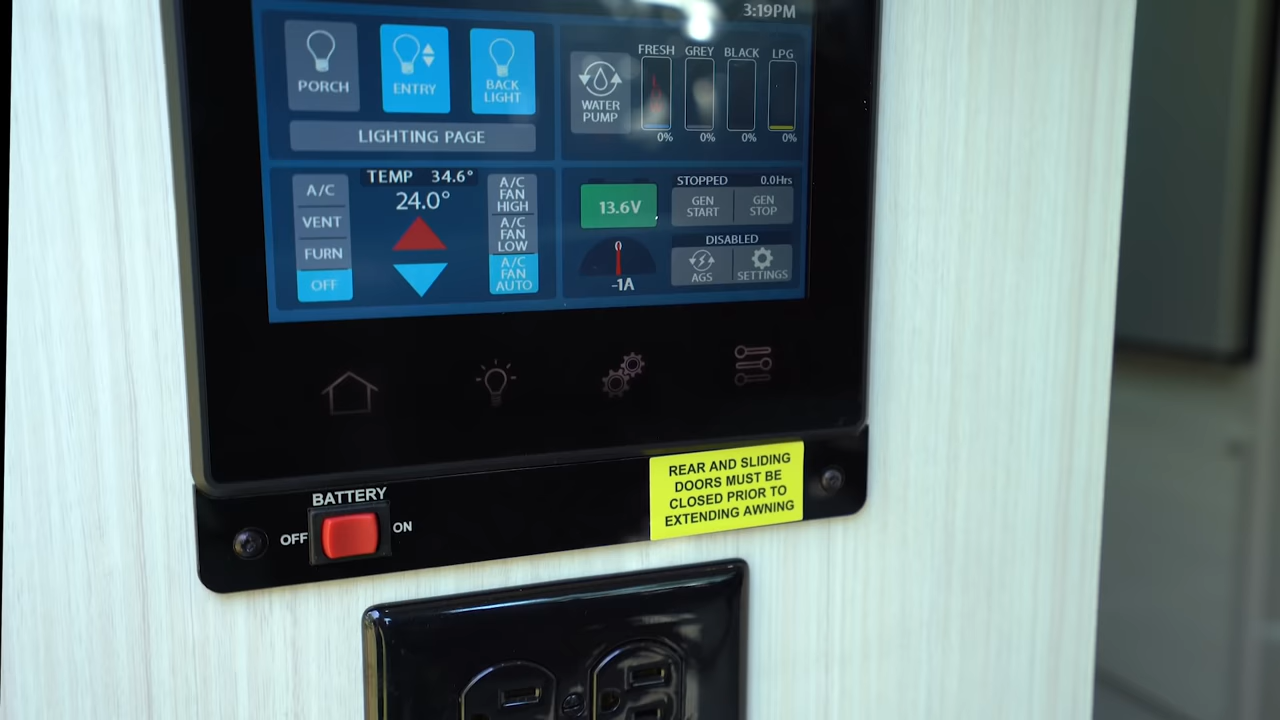 3:19PM
PORCH
ENTRY
BACK
LIGHT
LIGHTING PAGE
WATER
PUMP
FRESH GREY BLACK LPG
0% 0% 0% 0%
A/C
VENT
FURN
OFF
TEMP 34.6°
24.0°
A/C
FAN
HIGH
A/C
FAN
LOW
A/C
FAN
AUTO
13.6V
0
-1A
STOPPED 0.0Hrs
GEN
START
GEN
STOP
DISABLED
AGS
SETTINGS
BATTERY
OFF ON
REAR AND SLIDING
DOORS MUST BE
CLOSED PRIOR TO
EXTENDING AWNING